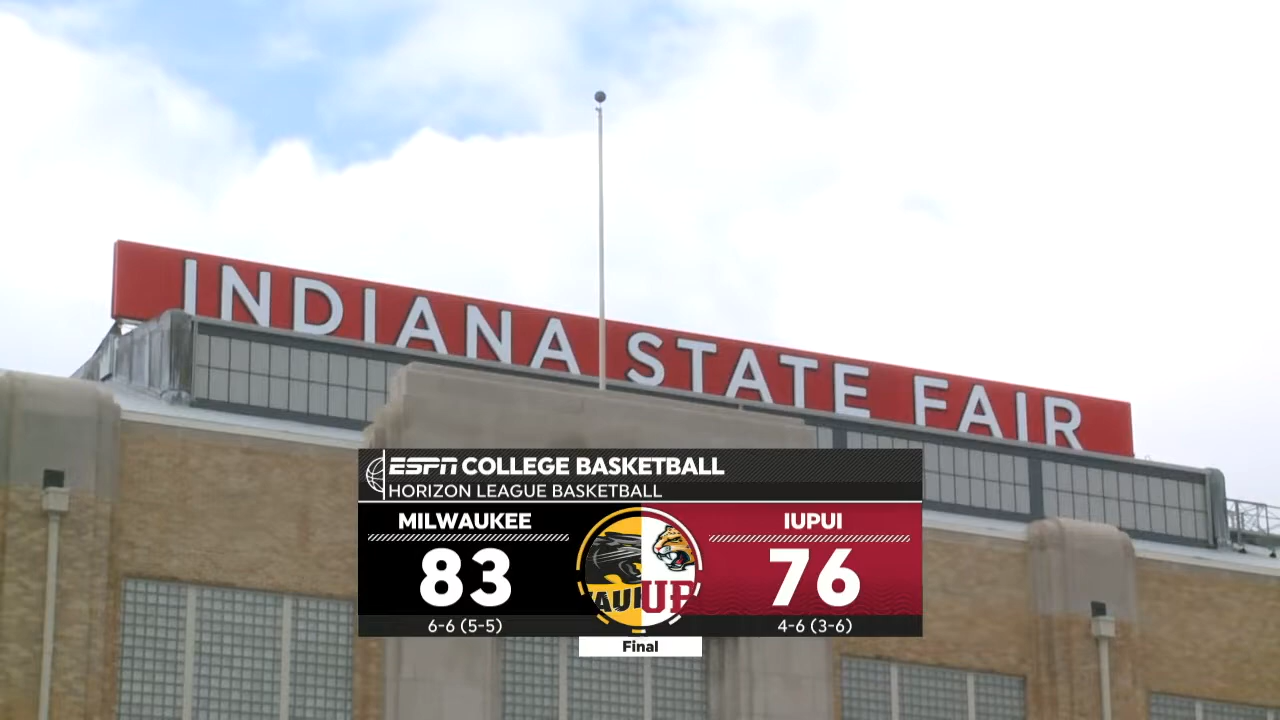 INDIANA STATE FAIR
ESPN COLLEGE BASKETBALL
HORIZON LEAGUE BASKETBALL
MILWAUKEE
IUPUI
83
76
6-6 (5-5)
4-6 (3-6)
Final